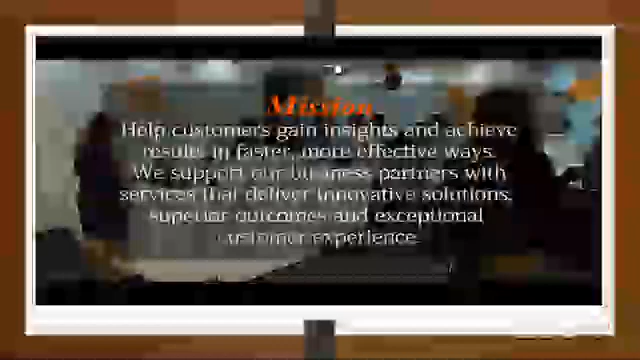 Mission
Help customers gain insights and achieve
results in faster, more effective ways.
We support our business partners with
services that deliver innovative solutions,
superior outcomes and exceptional
customer experience.